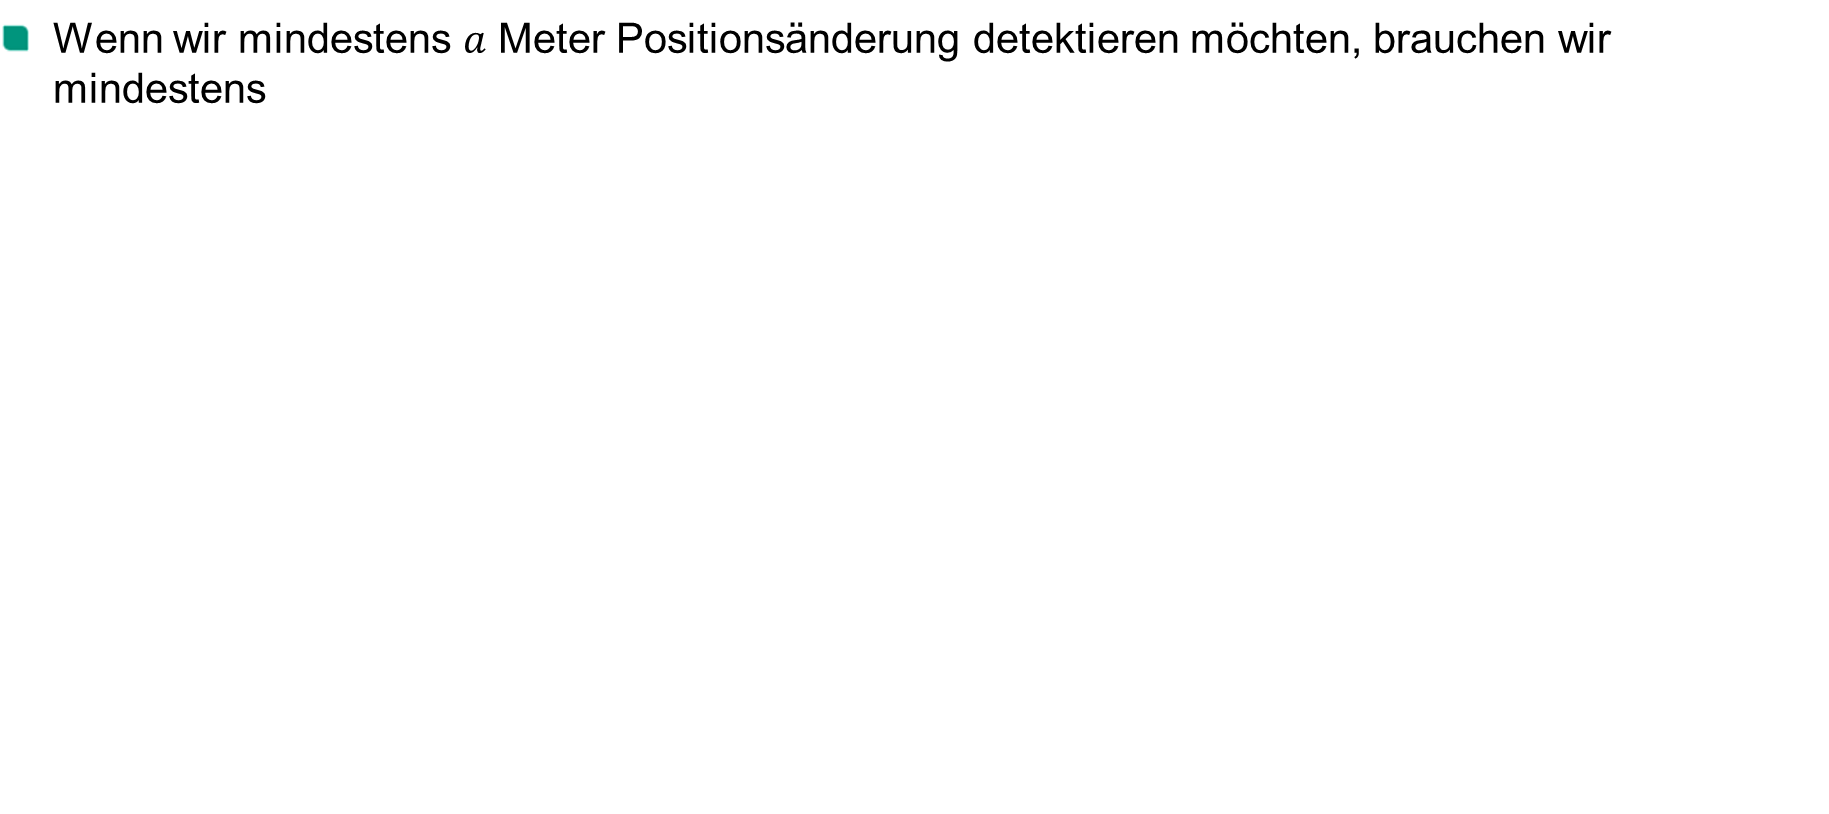 Wenn wir mindestens 𝑎 Meter Positionsänderung detektieren möchten, brauchen wir
mindestens